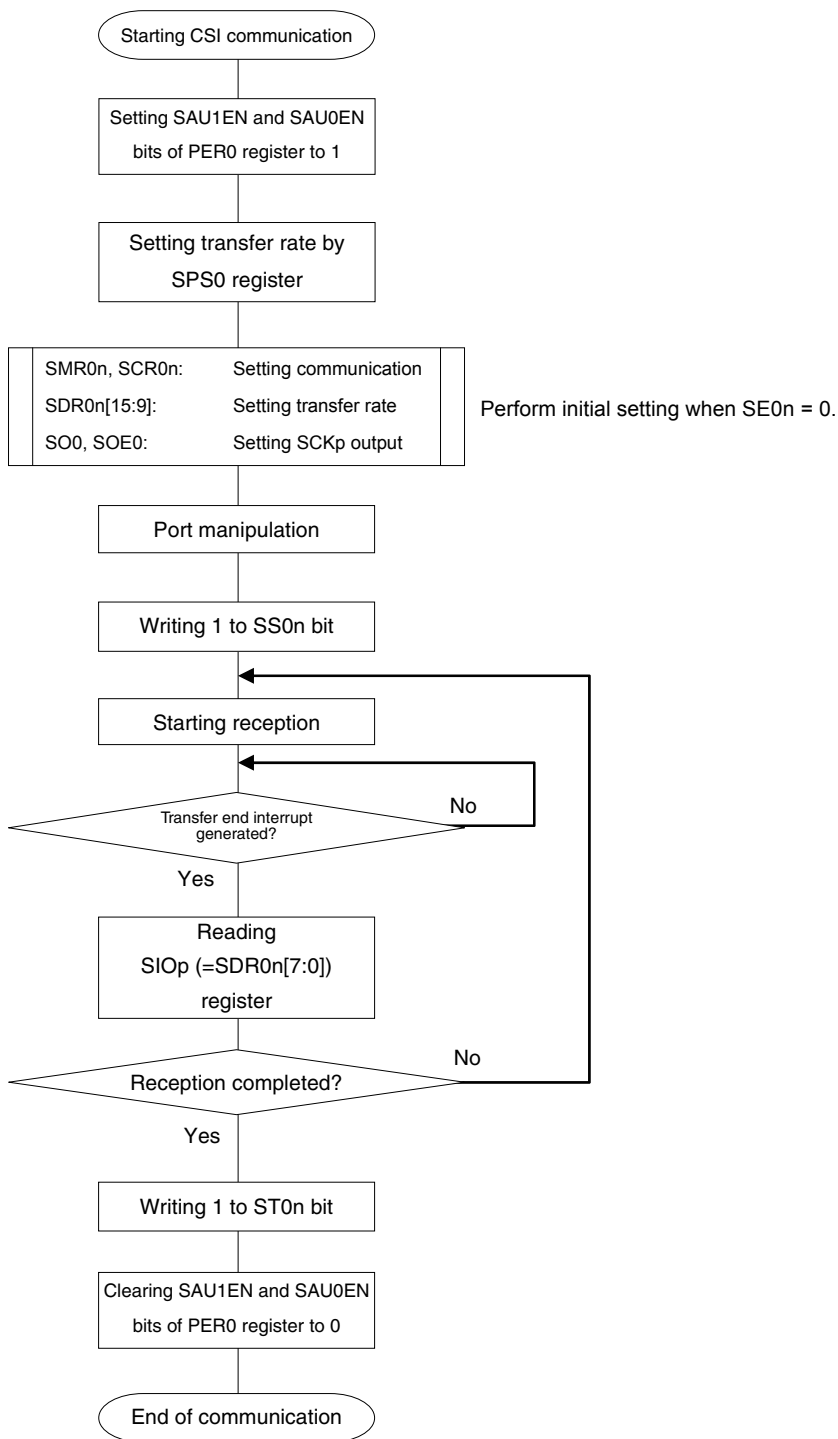 Starting CSI communication
Setting SAU1EN and SAU0EN
bits of PER0 register to 1
Setting transfer rate by
SPS0 register
SMR0n, SCR0n: Setting communication
SDR0n[15:9]: Setting transfer rate
SO0, SOE0: Setting SCKp output
Perform initial setting when SE0n = 0.
Port manipulation
Writing 1 to SS0n bit
Starting reception
Transfer end interrupt
generated?
No
Yes
Reading
SIOp (=SDR0n[7:0])
register
Reception completed?
No
Yes
Writing 1 to ST0n bit
Clearing SAU1EN and SAU0EN
bits of PER0 register to 0
End of communication